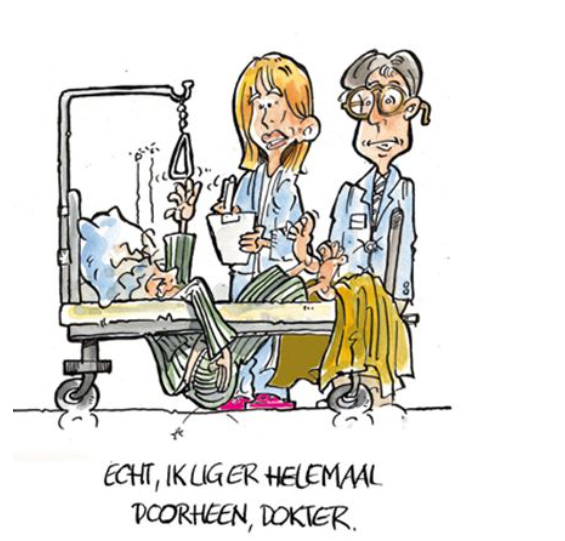 ECHT, IK LIG ER HELEMAAL
DOORHEEN, DOKTER.